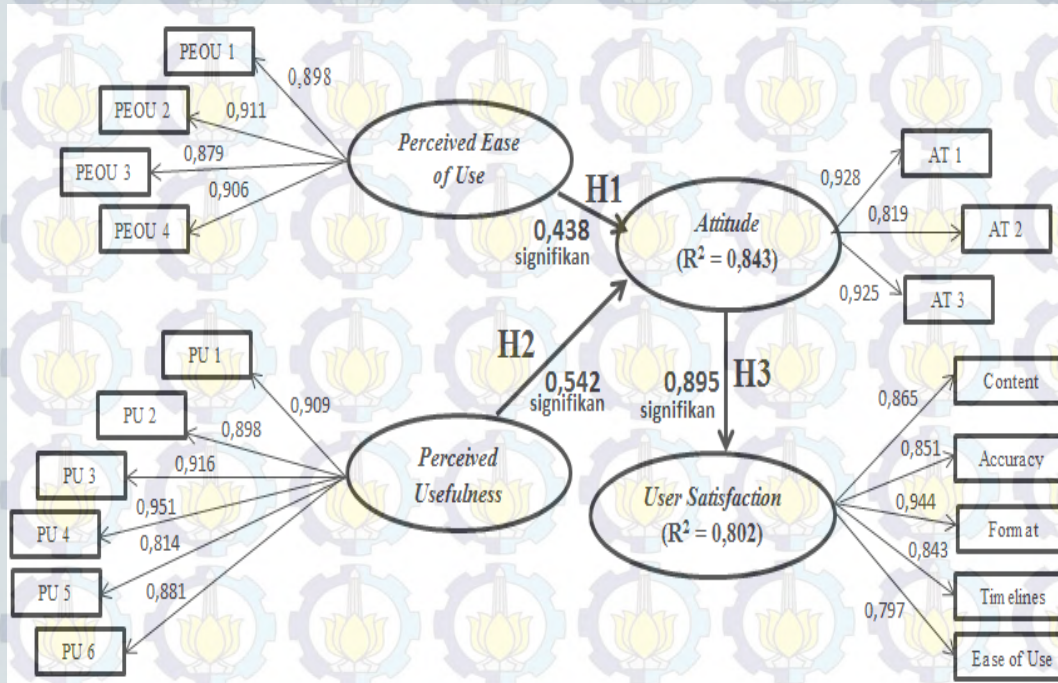 PEOU 1
0,898
PEOU 2
0,911
PEOU 3
0,879
PEOU 4
0,906
Perceived Ease
of Use
H1
0,438
signifikan
Attitude
(R² = 0,843)
0,928
AT 1
0,819
AT 2
0,925
AT 3
PU 1
0,909
PU 2
0,898
PU 3
0,916
PU 4
0,951
PU 5
0,814
PU 6
0,881
Perceived
Usefulness
H2
0,542
signifikan
0,895
signifikan
H3
User Satisfaction
(R² = 0,802)
0,865
Content
0,851
Accuracy
0,944
Format
0,843
Timelines
0,797
Ease of Use